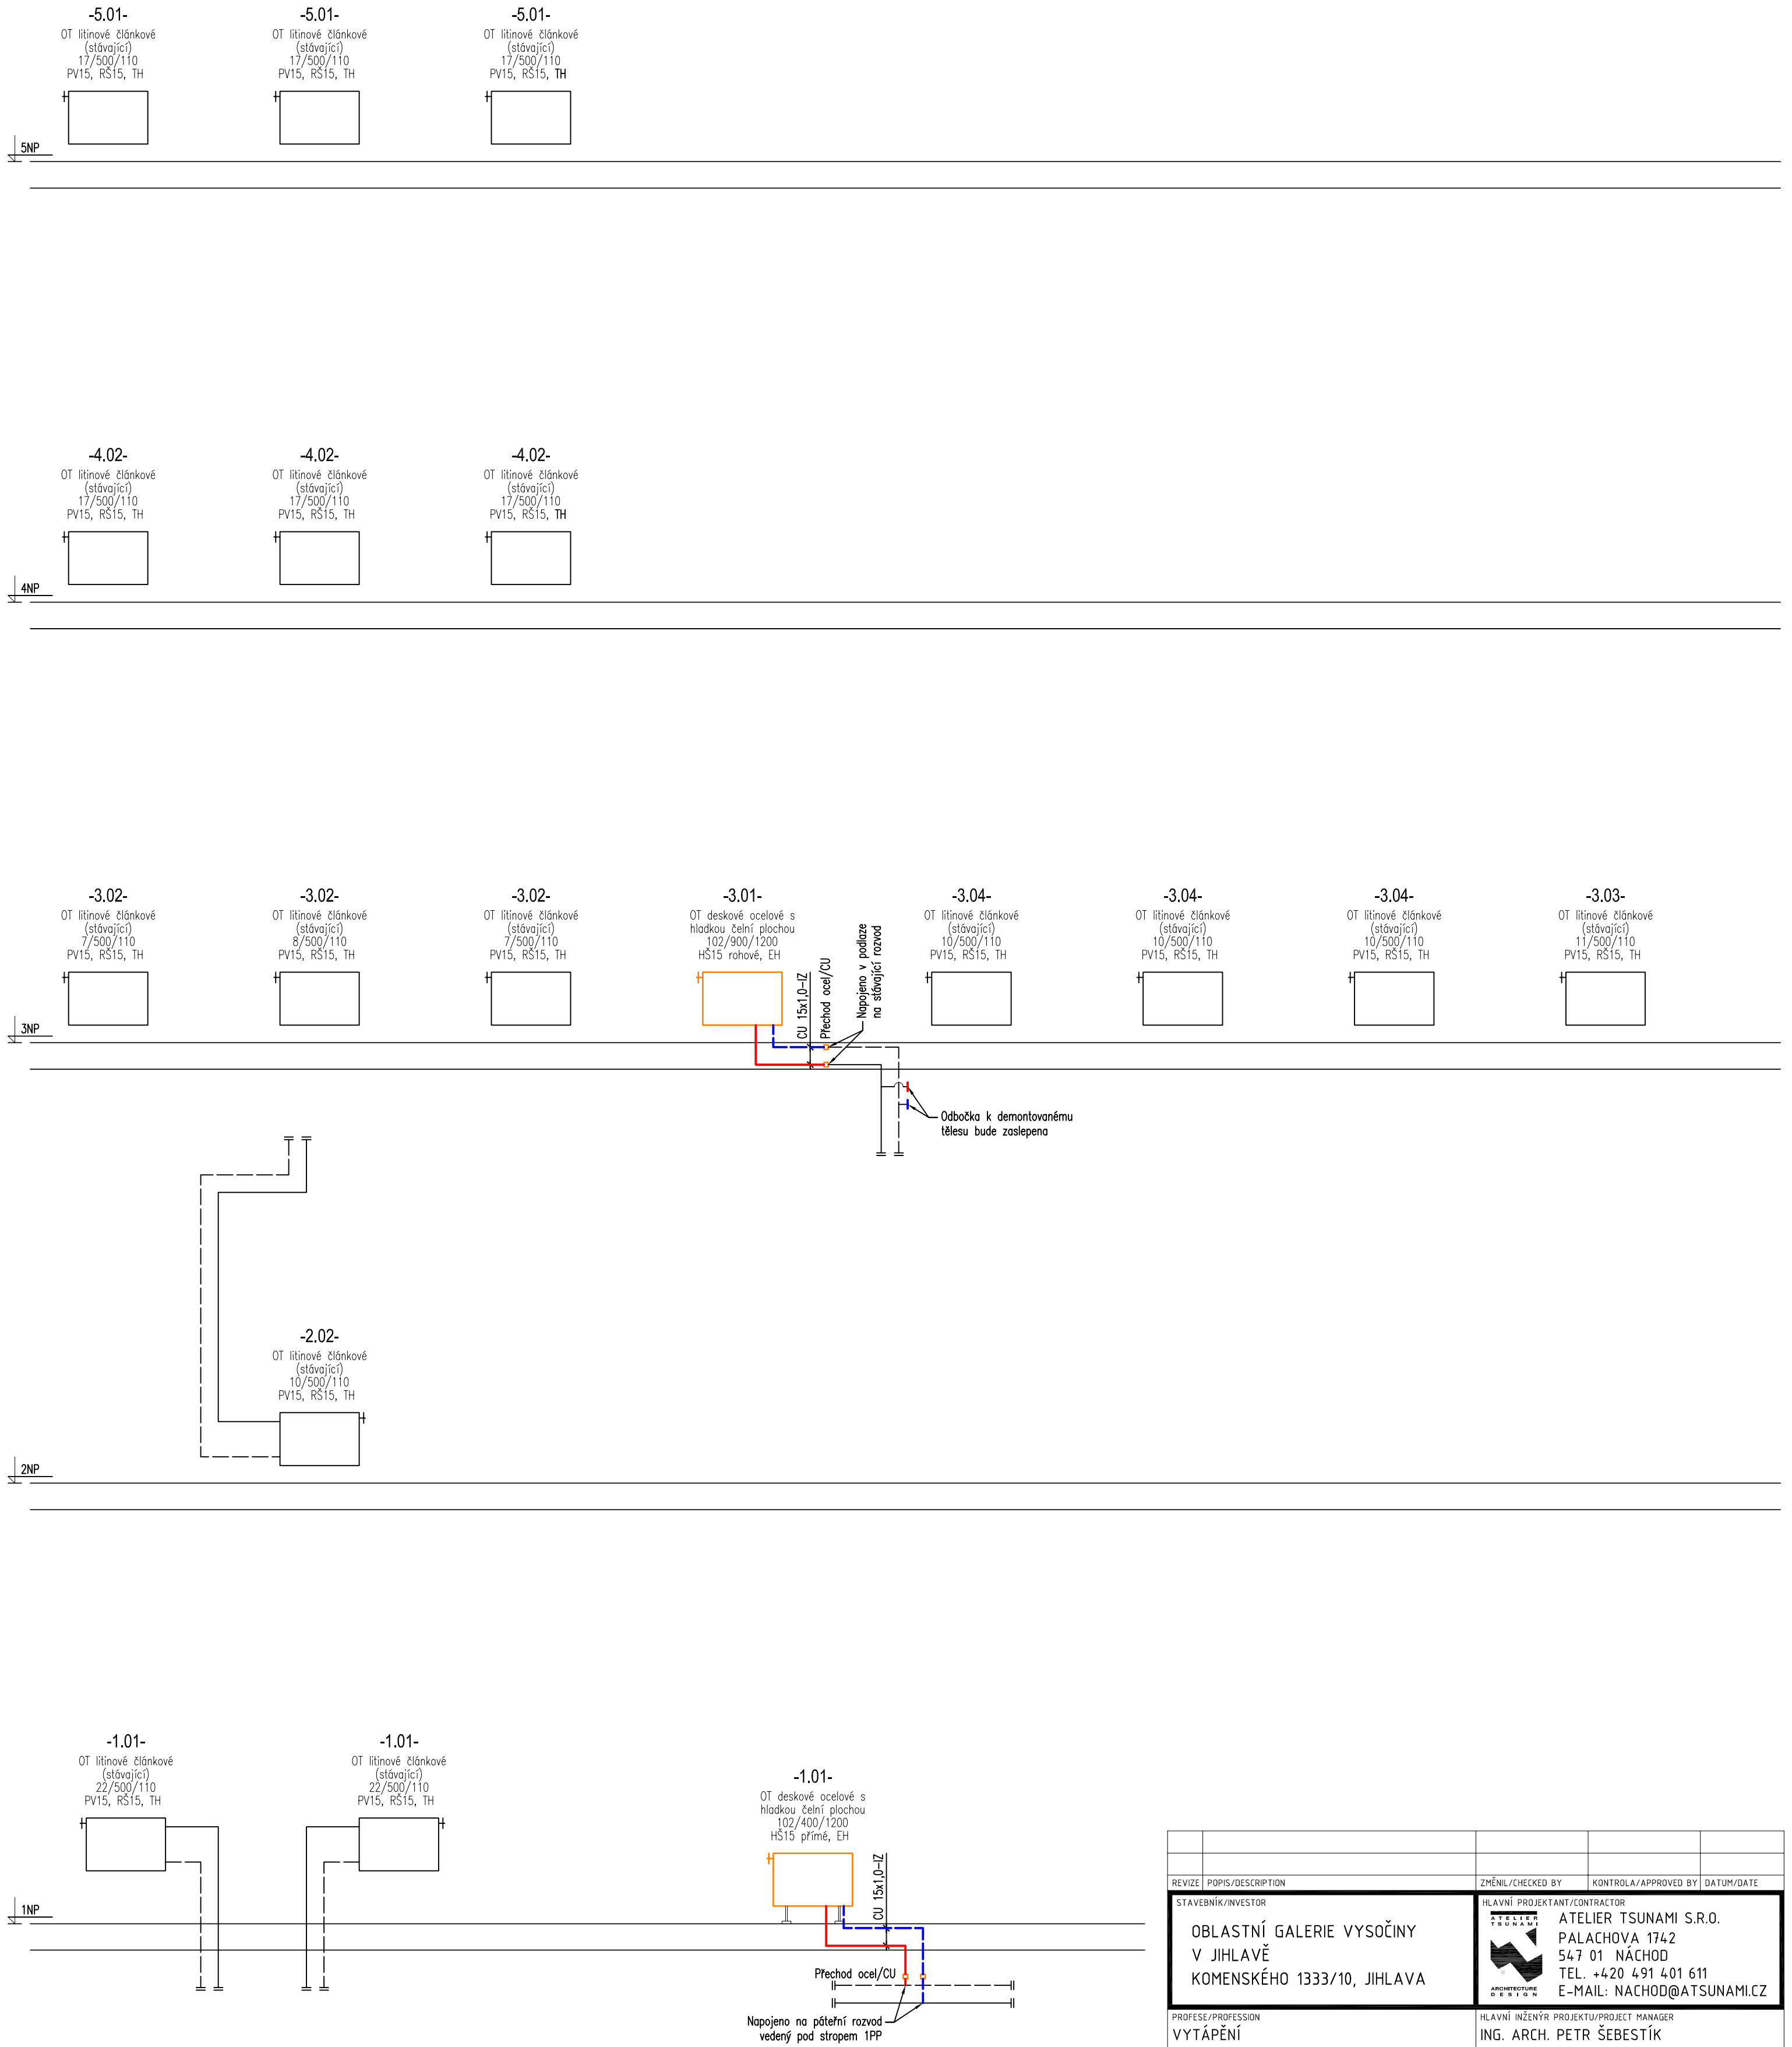 -5.01-
OT litinové článkové
(stávající)
17/500/110
PV15, RŠ15, TH
-5.01-
OT litinové článkové
(stávající)
17/500/110
PV15, RŠ15, TH
-5.01-
OT litinové článkové
(stávající)
17/500/110
PV15, RŠ15, TH
5NP
-4.02-
OT litinové článkové
(stávající)
17/500/110
PV15, RŠ15, TH
-4.02-
OT litinové článkové
(stávající)
17/500/110
PV15, RŠ15, TH
-4.02-
OT litinové článkové
(stávající)
17/500/110
PV15, RŠ15, TH
4NP
-3.02-
OT litinové článkové
(stávající)
7/500/110
PV15, RŠ15, TH
-3.02-
OT litinové článkové
(stávající)
8/500/110
PV15, RŠ15, TH
-3.02-
OT litinové článkové
(stávající)
7/500/110
PV15, RŠ15, TH
-3.01-
OT deskové ocelové s
hladkou čelní plochou
102/900/1200
HŠ15 rohové, EH
CU 15x1,0-IZ
Přechod ocel/CU
Napojeno v podlaze
na stávající rozvod
-3.04-
OT litinové článkové
(stávající)
10/500/110
PV15, RŠ15, TH
-3.04-
OT litinové článkové
(stávající)
10/500/110
PV15, RŠ15, TH
-3.04-
OT litinové článkové
(stávající)
10/500/110
PV15, RŠ15, TH
-3.03-
OT litinové článkové
(stávající)
11/500/110
PV15, RŠ15, TH
3NP
Odbočka k demontovanému
tělesu bude zaslepena
-2.02-
OT litinové článkové
(stávající)
10/500/110
PV15, RŠ15, TH
2NP
-1.01-
OT litinové článkové
(stávající)
22/500/110
PV15, RŠ15, TH
-1.01-
OT litinové článkové
(stávající)
22/500/110
PV15, RŠ15, TH
-1.01-
OT deskové ocelové s
hladkou čelní plochou
102/400/1200
HŠ15 přímé, EH
CU 15x1,0-IZ
1NP
Přechod ocel/CU
Napojeno na páteřní rozvod
vedený pod stropem 1PP
REVIZE POPIS/DESCRIPTION ZMĚNIL/CHECKED BY KONTROLA/APPROVED BY DATUM/DATE
STAVEBNÍK/INVESTOR
OBLASTNÍ GALERIE VYSOČINY
V JIHLAVĚ
KOMENSKÉHO 1333/10, JIHLAVA
HLAVNÍ PROJEKTANT/CONTRACTOR
ATELIER
TSUNAMI
ARCHITECTURE
DESIGN
ATELIER TSUNAMI S.R.O.
PALACHOVA 1742
547 01 NÁCHOD
TEL. +420 491 401 611
E-MAIL: NACHOD@ATSUNAMI.CZ
PROFESE/PROFESSION
VYTÁPĚNÍ
HLAVNÍ INŽENÝR PROJEKTU/PROJECT MANAGER
ING. ARCH. PETR ŠEBESTÍK